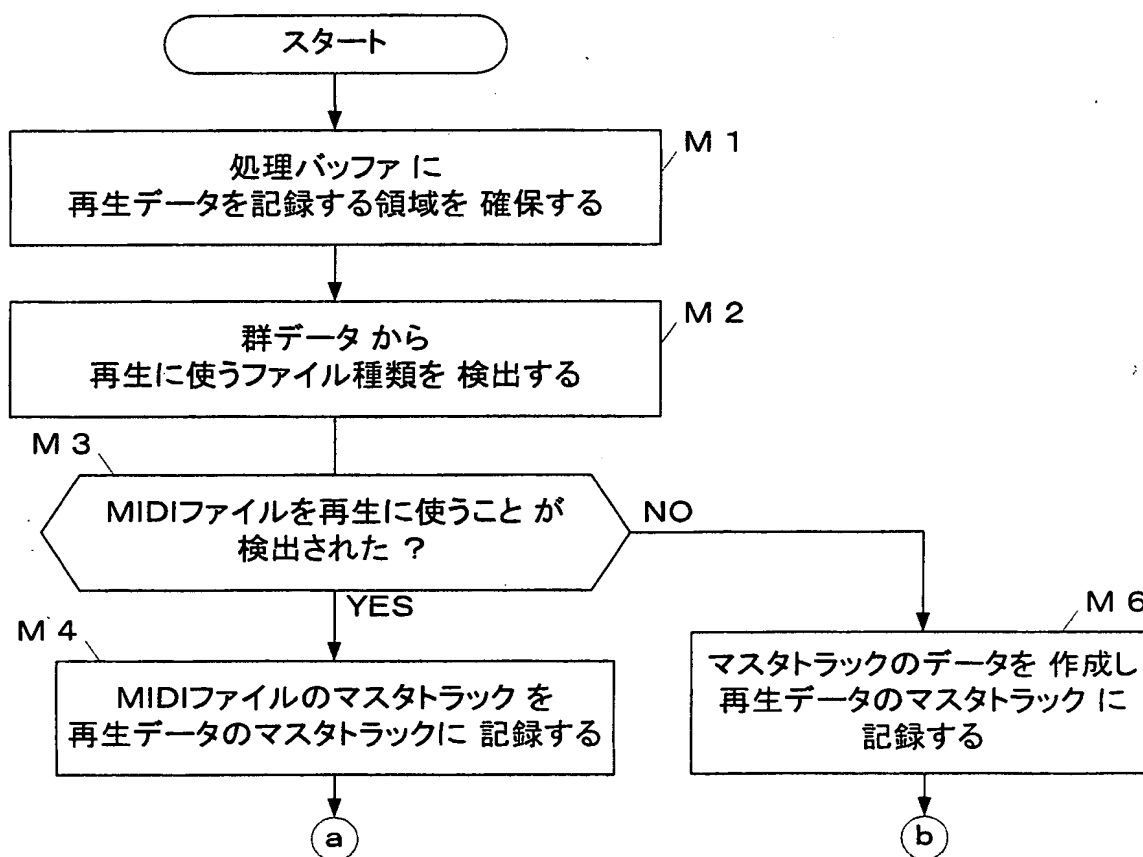 スタート
M 1
処理バッファ に
再生データを記録する領域を 確保する
M 2
群データ から
再生に使うファイル種類を 検出する
M 3
MIDIファイルを再生に使うこと が
検出された ?
NO
YES
M 4
MIDIファイルのマスタトラック を
再生データのマスタトラックに 記録する
M 6
マスタトラックのデータを 作成し
再生データのマスタトラック に
記録する
a
b